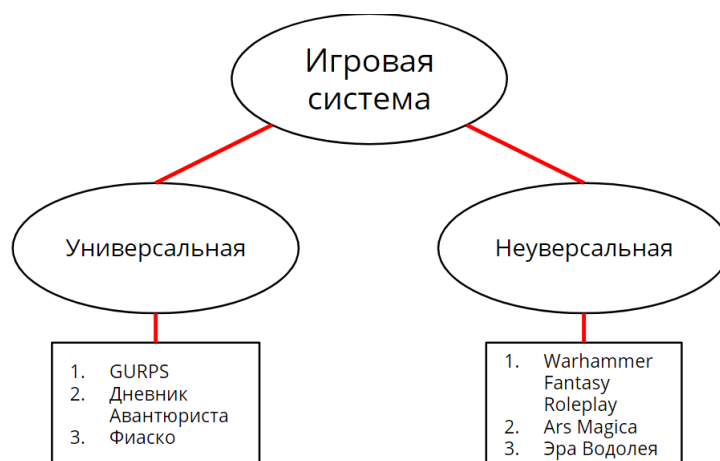 Игровая
система
Универсальная
Неуверсальная
1. GURPS
2. Дневник
Авантюриста
3. Фиаско
1. Warhammer
Fantasy
Roleplay
2. Ars Magica
3. Эра Водолея